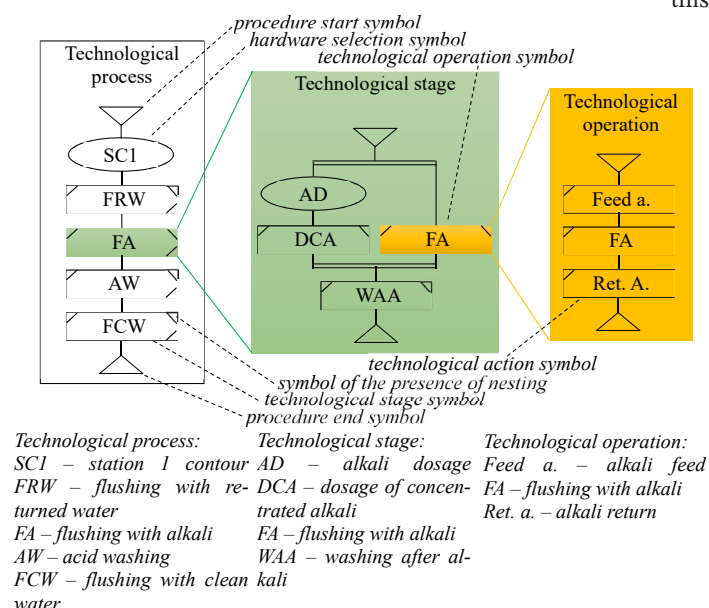 this
procedure start symbol
hardware selection symbol
technological operation symbol
Technological
process
Technological stage
Technological
operation
SC1
FRW
FA
AW
FCW
AD
DCA
FA
WAA
Feed a.
FA
Ret. A.
technological action symbol
symbol of the presence of nesting
technological stage symbol
procedure end symbol
Technological process:
SC1 – station 1 contour
FRW – flushing with re-
turned water
FA – flushing with alkali
AW – acid washing
FCW – flushing with clean
water
Technological stage:
AD – alkali dosage
DCA – dosage of concen-
trated alkali
FA – flushing with alkali
WAA – washing after al-
kali
Technological operation:
Feed a. – alkali feed
FA – flushing with alkali
Ret. a. – alkali return